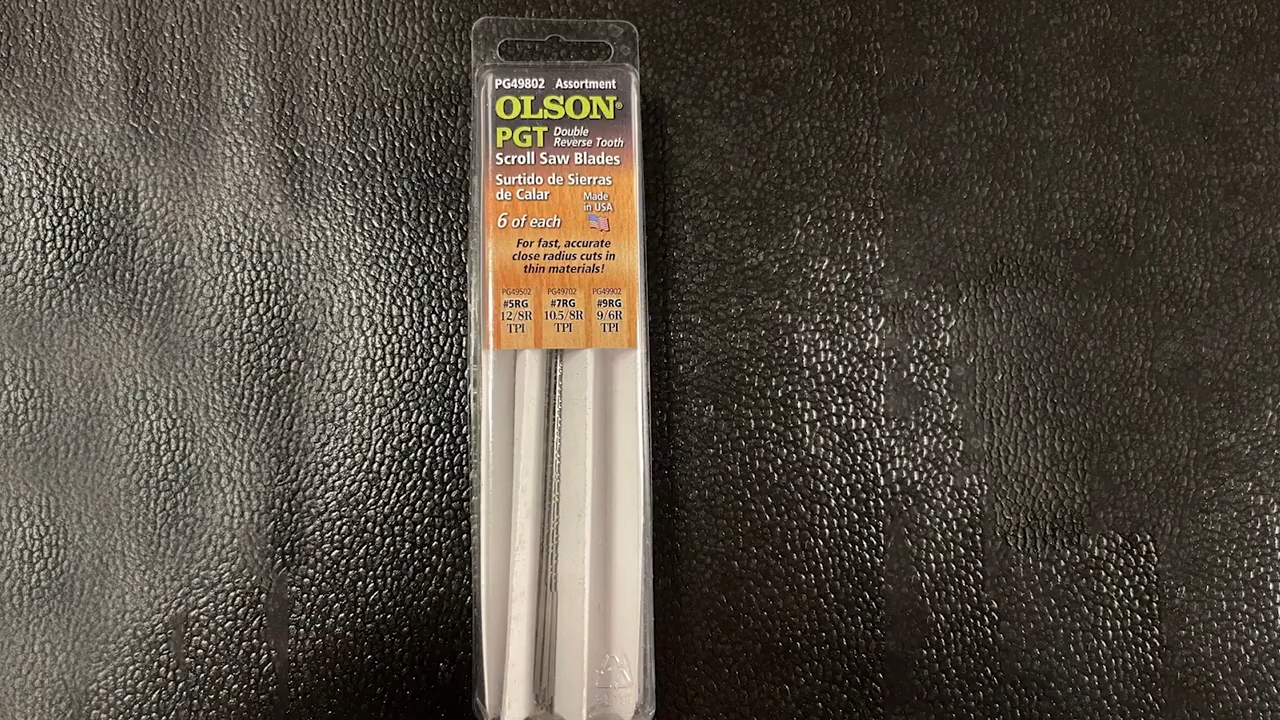 PG49802 Assortment
OLSON®
PGT Double
Reverse Tooth
Scroll Saw Blades
Surtido de Sierras
de Calar
Made
in USA
6 of each
For fast, accurate
close radius cuts in
thin materials!
PG49502 PG49702 PG49902
#5RG #7RG #9RG
12/8R 10.5/8R 9/6R
TPI TPI TPI